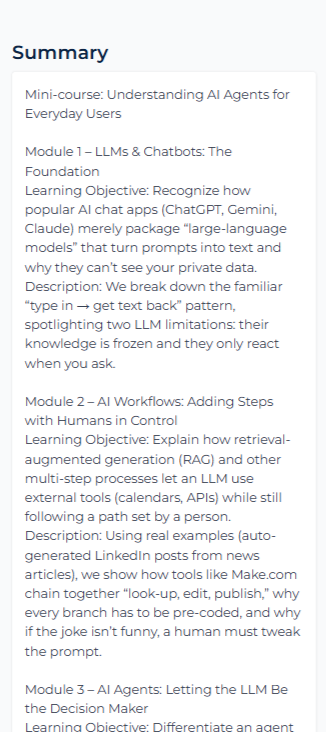 Summary
Mini-course: Understanding AI Agents for
Everyday Users
Module 1 – LLMs & Chatbots: The
Foundation
Learning Objective: Recognize how
popular AI chat apps (ChatGPT, Gemini,
Claude) merely package “large-language
models” that turn prompts into text and
why they can’t see your private data.
Description: We break down the familiar
“type in → get text back” pattern,
spotlighting two LLM limitations: their
knowledge is frozen and they only react
when you ask.
Module 2 – AI Workflows: Adding Steps
with Humans in Control
Learning Objective: Explain how retrieval-
augmented generation (RAG) and other
multi-step processes let an LLM use
external tools (calendars, APIs) while still
following a path set by a person.
Description: Using real examples (auto-
generated LinkedIn posts from news
articles), we show how tools like Make.com
chain together “look-up, edit, publish,” why
every branch has to be pre-coded, and why
if the joke isn’t funny, a human must tweak
the prompt.
Module 3 – AI Agents: Letting the LLM Be
the Decision Maker
Learning Objective: Differentiate an agent